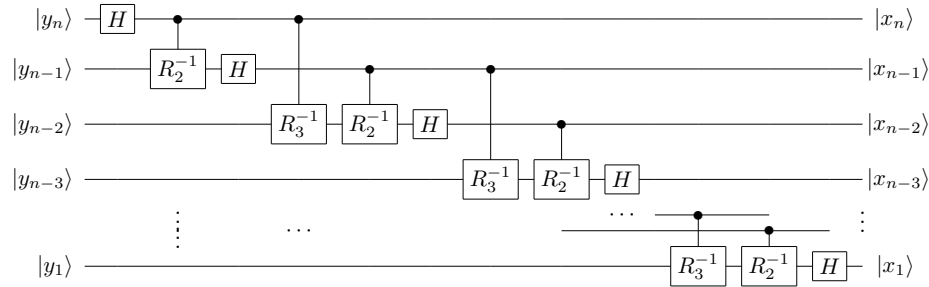 |y_n⟩ H |x_n⟩
|y_{n−1}⟩ R_2^{−1} H |x_{n−1}⟩
|y_{n−2}⟩ R_3^{−1} R_2^{−1} H |x_{n−2}⟩
|y_{n−3}⟩ R_3^{−1} R_2^{−1} H |x_{n−3}⟩
⋮ ⋯ ⋯ ⋮
|y_1⟩ R_3^{−1} R_2^{−1} H |x_1⟩